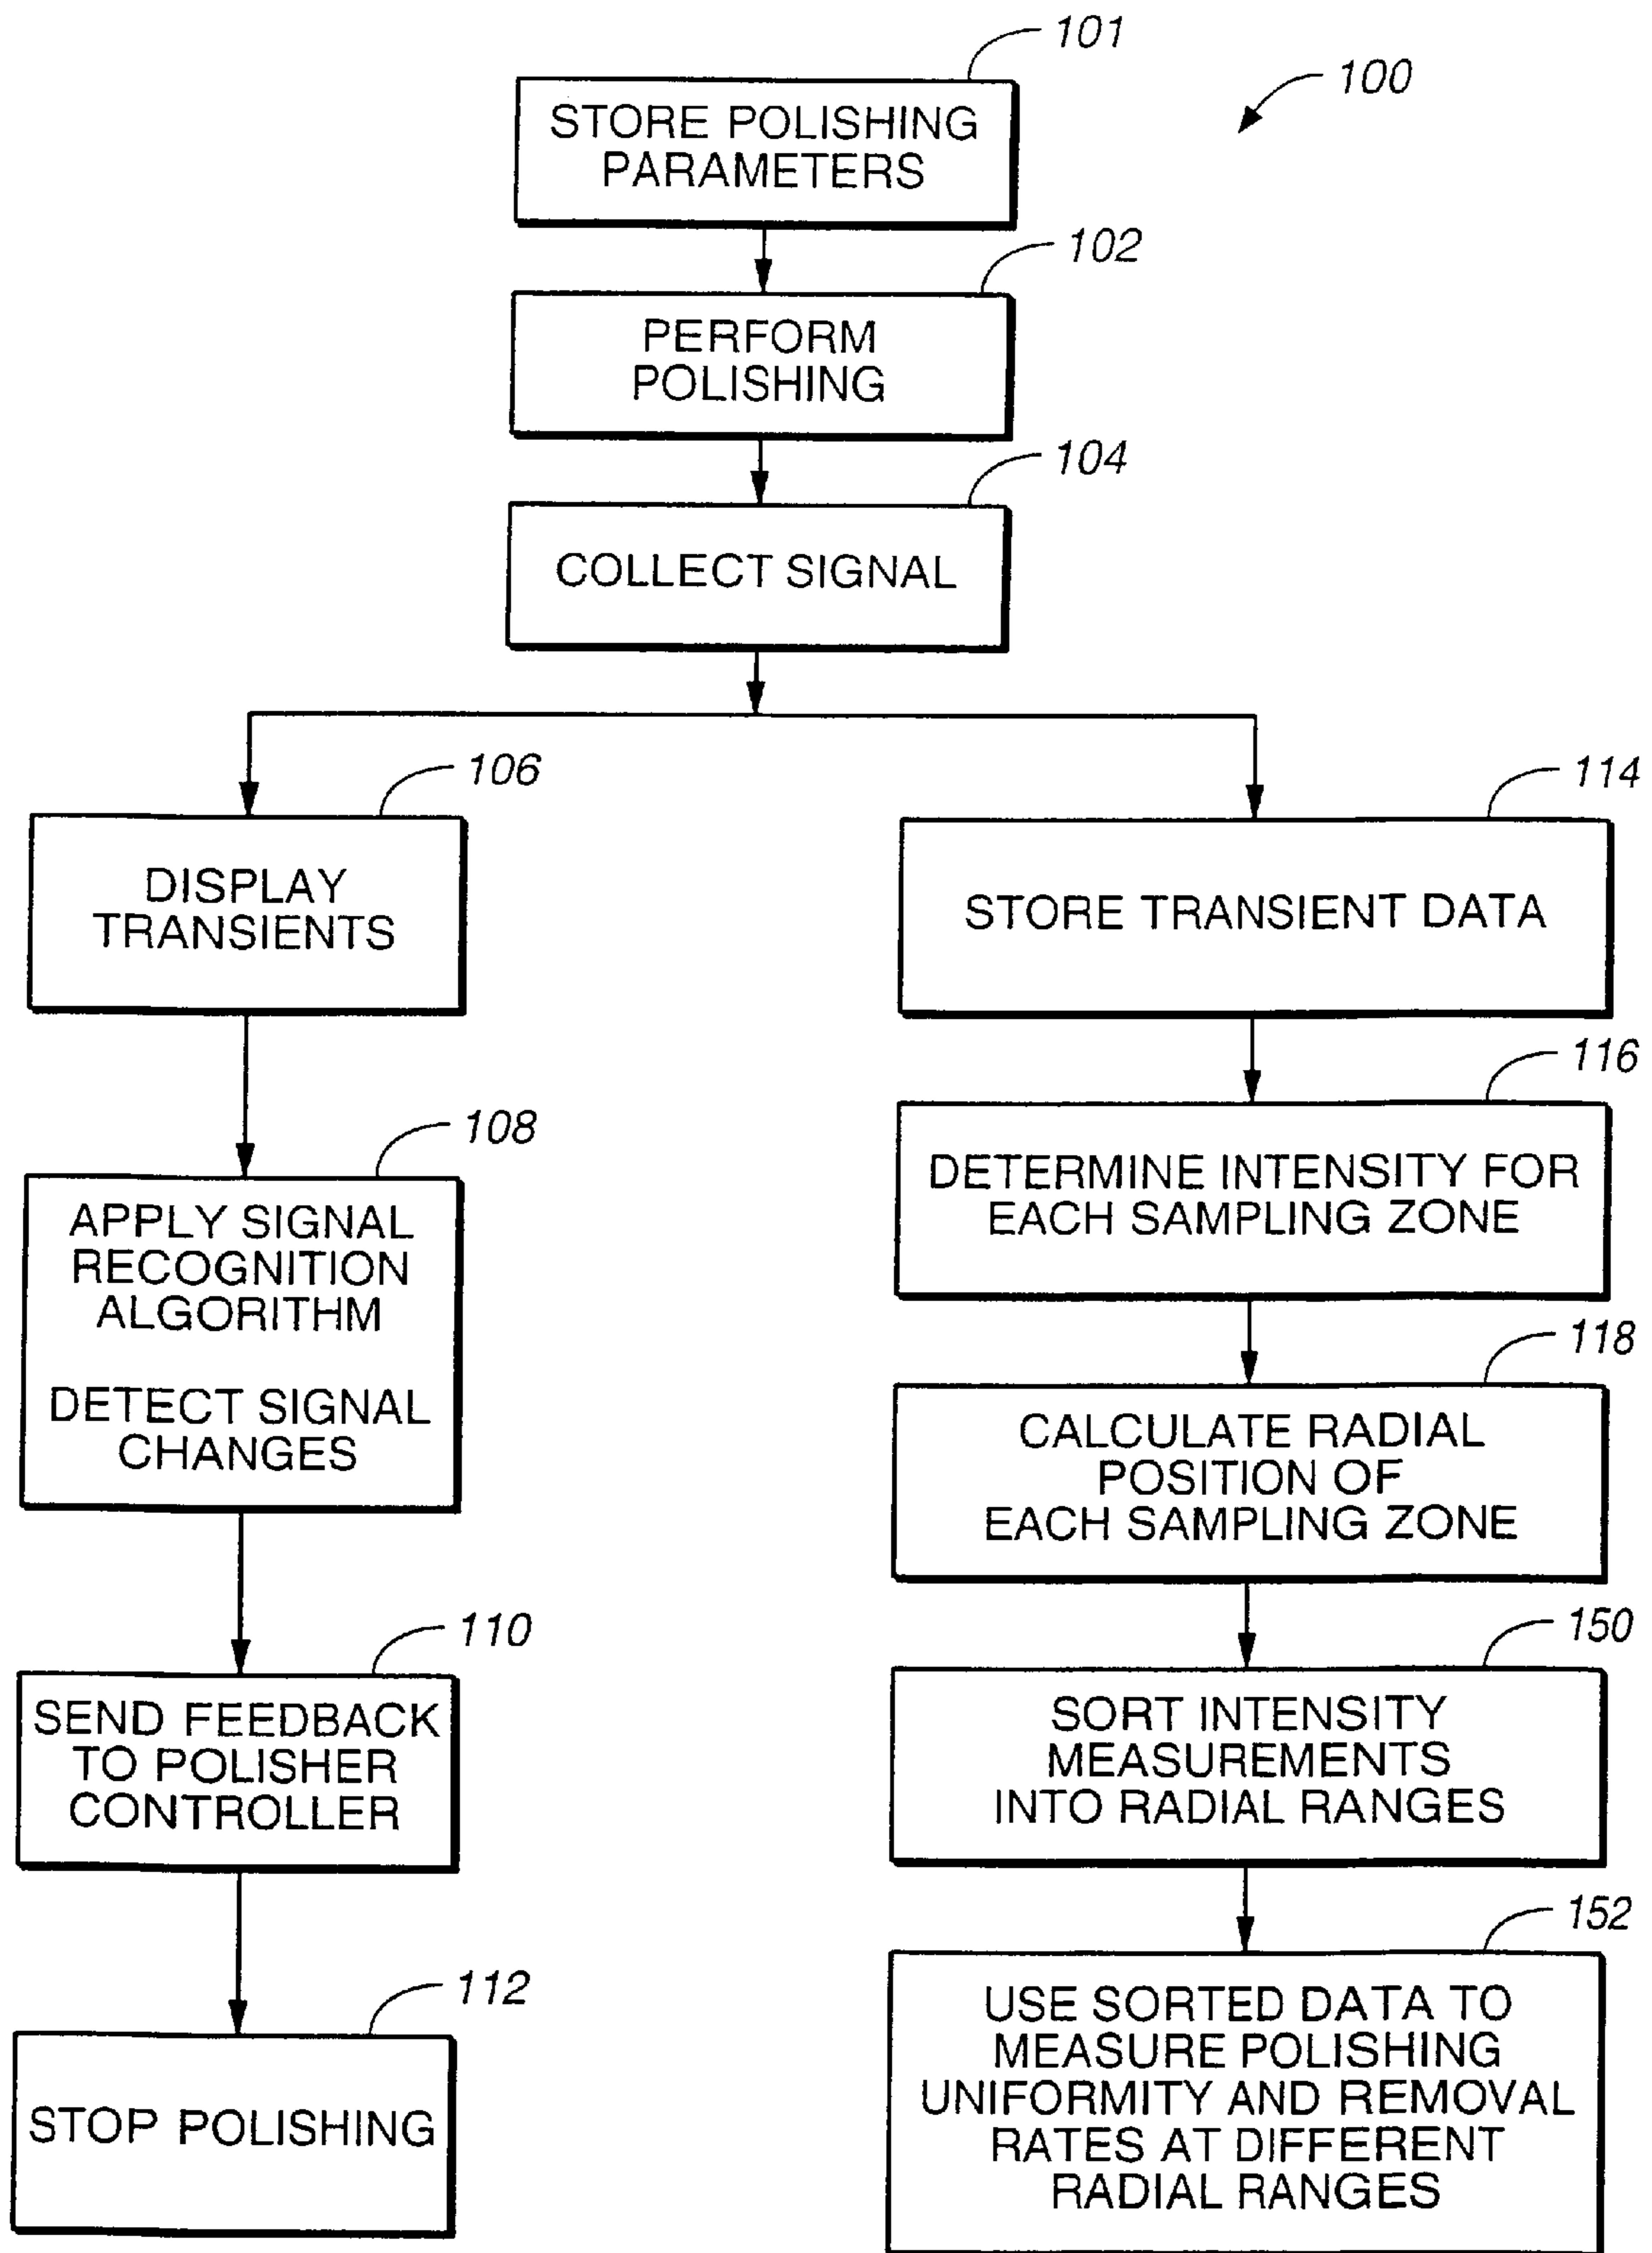 101
100
STORE POLISHING
PARAMETERS
102
PERFORM
POLISHING
104
COLLECT SIGNAL
106
DISPLAY
TRANSIENTS
108
APPLY SIGNAL
RECOGNITION
ALGORITHM
DETECT SIGNAL
CHANGES
110
SEND FEEDBACK
TO POLISHER
CONTROLLER
112
STOP POLISHING
114
STORE TRANSIENT DATA
116
DETERMINE INTENSITY FOR
EACH SAMPLING ZONE
118
CALCULATE RADIAL
POSITION OF
EACH SAMPLING ZONE
150
SORT INTENSITY
MEASUREMENTS
INTO RADIAL RANGES
152
USE SORTED DATA TO
MEASURE POLISHING
UNIFORMITY AND REMOVAL
RATES AT DIFFERENT
RADIAL RANGES